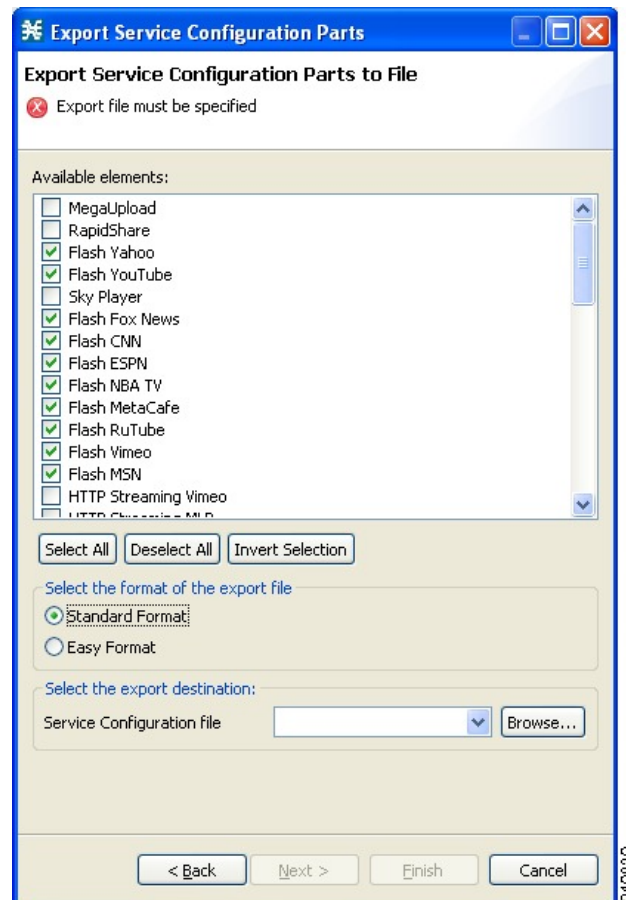 Export Service Configuration Parts
Export Service Configuration Parts to File
Export file must be specified
Available elements:
MegaUpload
RapidShare
Flash Yahoo
Flash YouTube
Sky Player
Flash Fox News
Flash CNN
Flash ESPN
Flash NBA TV
Flash MetaCafe
Flash RuTube
Flash Vimeo
Flash MSN
HTTP Streaming Vimeo
HTTP Streaming
Select All Deselect All Invert Selection
Select the format of the export file
Standard Format
Easy Format
Select the export destination:
Service Configuration file Browse...
< Back Next > Finish Cancel